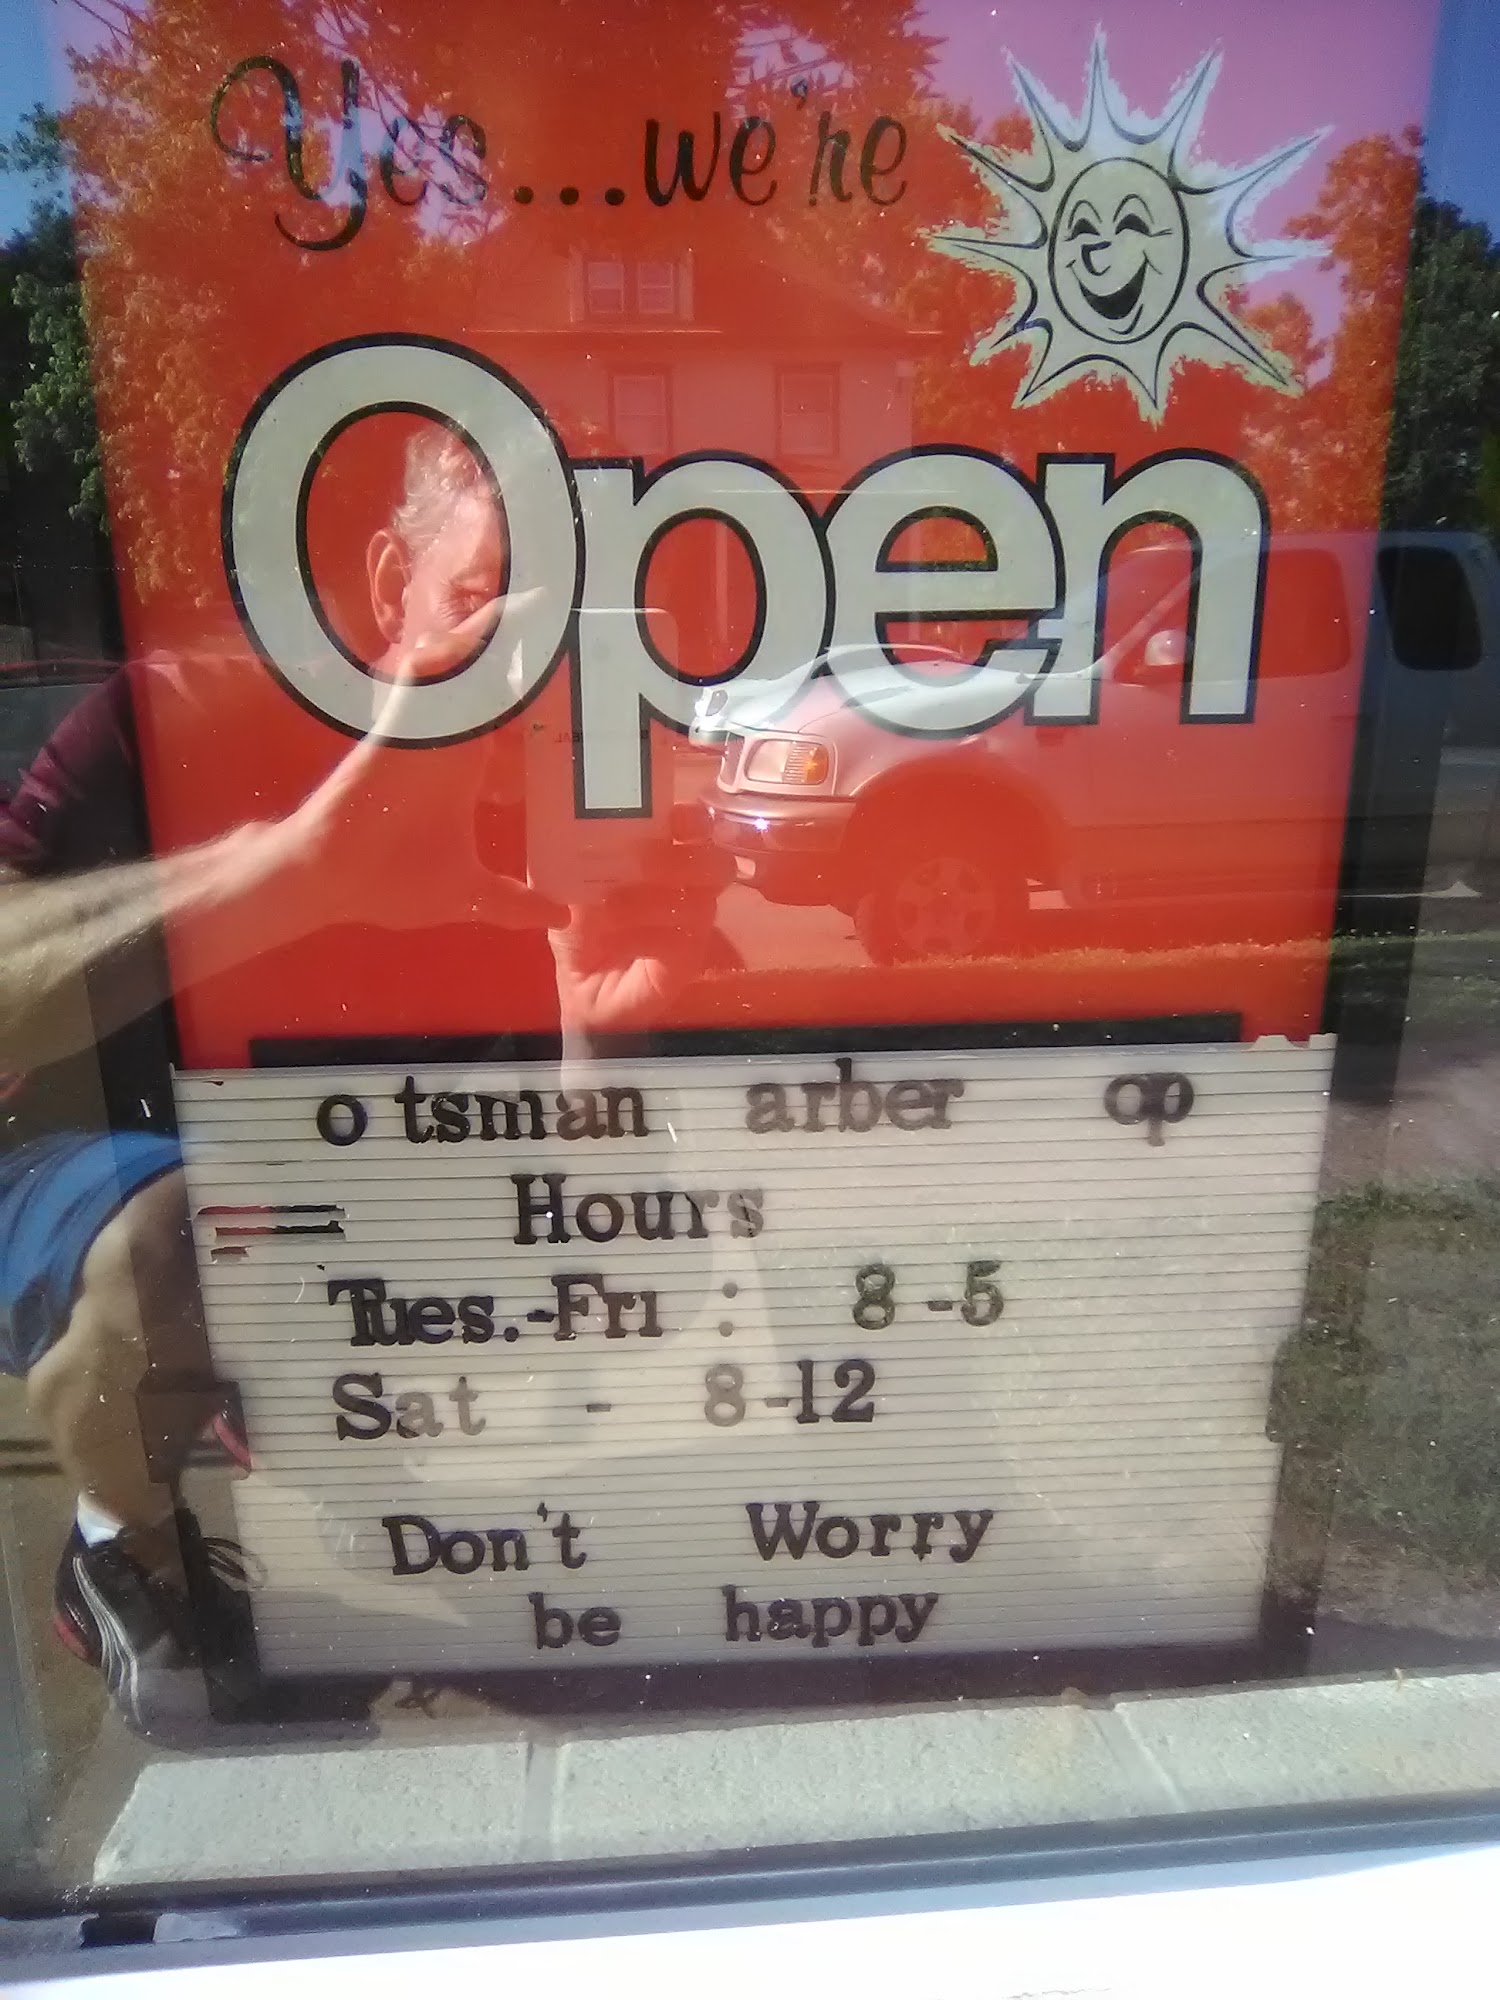 Yes...we're
Open
o tsman arber op
Hours
Tues.-Fri : 8-5
Sat - 8-12
Don't Worry
be happy